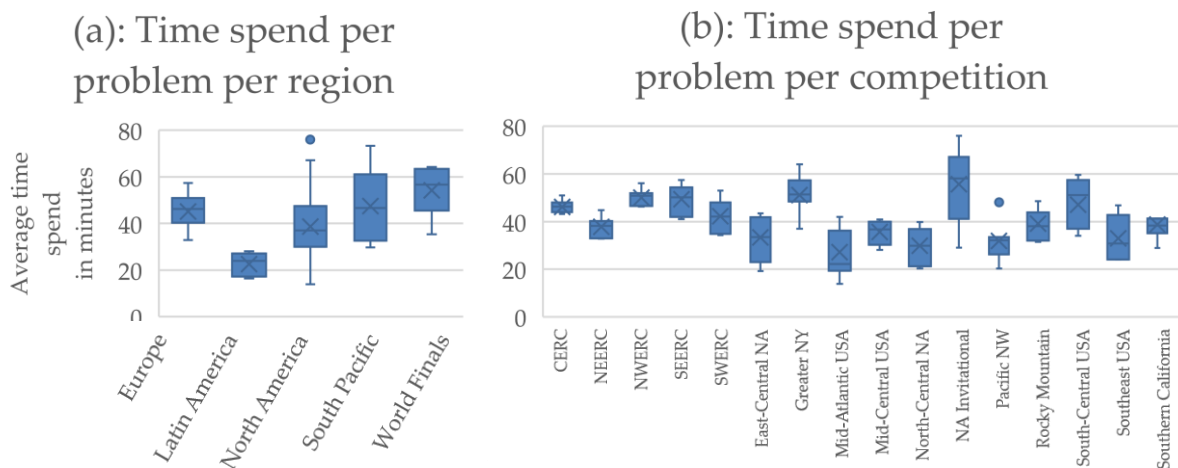 (a): Time spend per
problem per region
(b): Time spend per
problem per competition
Average time
spend
in minutes
80
60
40
20
0
Europe
Latin America
North America
South Pacific
World Finals
80
60
40
20
0
CERC
NEERC
NWERC
SEERC
SWERC
East-Central NA
Greater NY
Mid-Atlantic USA
Mid-Central USA
North-Central NA
NA Invitational
Pacific NW
Rocky Mountain
South-Central USA
Southeast USA
Southern California